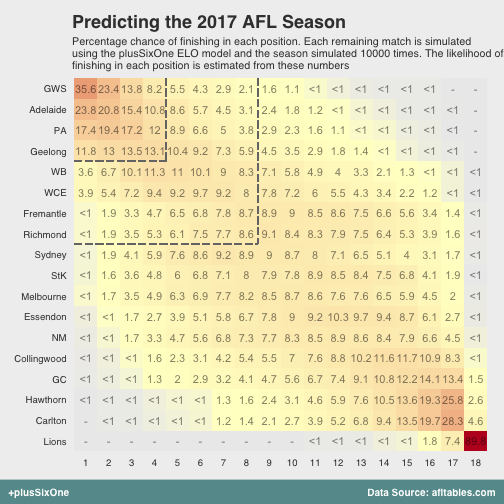 Predicting the 2017 AFL Season
Percentage chance of finishing in each position. Each remaining match is simulated
using the plusSixOne ELO model and the season simulated 10000 times. The likelihood of
finishing in each position is estimated from these numbers
GWS 35.6 23.4 13.8 8.2 5.5 4.3 2.9 2.1 1.6 1.1 <1 <1 <1 <1 <1 <1 - -
Adelaide 23.8 20.8 15.4 10.8 8.6 5.7 4.5 3.1 2.4 1.8 1.2 <1 <1 <1 <1 <1 <1 -
PA 17.4 19.4 17.2 12 8.9 6.6 5 3.8 2.9 2.3 1.6 1.1 <1 <1 <1 <1 <1 -
Geelong 11.8 13 13.5 13.1 10.4 9.2 7.3 5.9 4.5 3.5 2.9 1.8 1.4 <1 <1 <1 <1 -
WB 3.6 6.7 10.1 11.3 11 10.1 9 8.3 7.1 5.8 4.9 4 3.3 2.1 1.3 <1 <1 <1
WCE 3.9 5.4 7.2 9.4 9.2 9.7 9.2 8 7.8 7.2 6 5.5 4.3 3.4 2.2 1.2 <1 <1
Fremantle <1 1.9 3.3 4.7 6.5 6.8 7.8 8.7 8.9 9 8.5 8.6 7.5 6.6 5.6 3.4 1.4 <1
Richmond <1 1.9 3.5 5.3 6.1 7.5 7.7 8.6 9.1 8.4 8.3 7.9 7.5 6.4 5.3 3.9 1.6 <1
Sydney <1 1.9 4.1 5.9 7.6 8.6 9.2 8.9 9 8.7 8 7.1 6.5 5.1 4 3.1 1.7 <1
StK <1 1.6 3.6 4.8 6 6.8 7.1 8 7.9 8.2 7.8 8.9 8.5 8.4 7.5 6.8 4.1 1.9 <1
Melbourne <1 1.7 3.5 4.9 6.3 6.9 7.7 8.2 8.5 8.7 8.6 7.6 7.6 6.5 5.9 4.5 2 <1
Essendon <1 <1 1.7 2.7 3.9 5.1 5.8 6.7 7.8 9 9.2 10.3 9.7 9.4 8.7 6.1 2.7 <1
NM <1 <1 1.7 3.3 4.7 5.6 6.8 7.3 7.7 8.3 8.5 8.9 8.6 8.4 7.9 6.6 4.5 <1
Collingwood <1 <1 <1 1.6 2.3 3.1 4.2 5.4 5.5 7 7.6 8.8 10.2 11.6 11.7 10.9 8.3 <1
GC <1 <1 <1 1.3 2 2.9 3.2 4.1 4.7 5.6 6.7 7.4 9.1 10.8 12.2 14.1 13.4 1.5
Hawthorn <1 <1 <1 <1 <1 <1 1.3 1.6 2.4 3.1 4.6 5.9 7.6 10.5 13.6 19.3 25.8 2.6
Carlton - <1 <1 <1 <1 <1 1.2 1.4 2.1 2.7 3.9 5.2 6.8 9.4 13.5 19.7 28.3 4.6
Lions - - - - - - - - - - <1 <1 <1 <1 <1 1.8 7.4 89.8
1 2 3 4 5 6 7 8 9 10 11 12 13 14 15 16 17 18
+plusSixOne Data Source: afltables.com